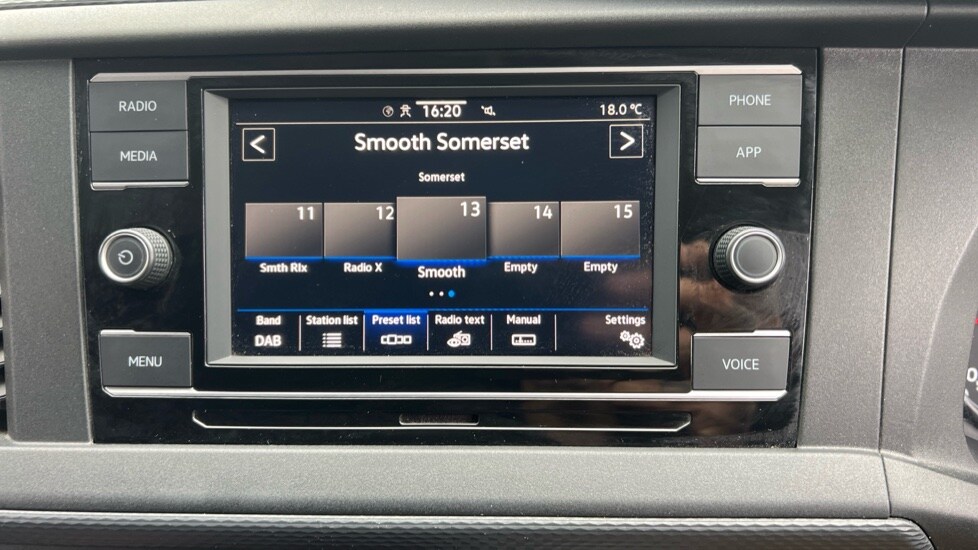 RADIO
MEDIA
MENU
PHONE
APP
VOICE
16:20
18.0 °C
<
Smooth Somerset
>
Somerset
11 12 13 14 15
Smth Rlx Radio X Smooth Empty Empty
Band Station list Preset list Radio text Manual Settings
DAB